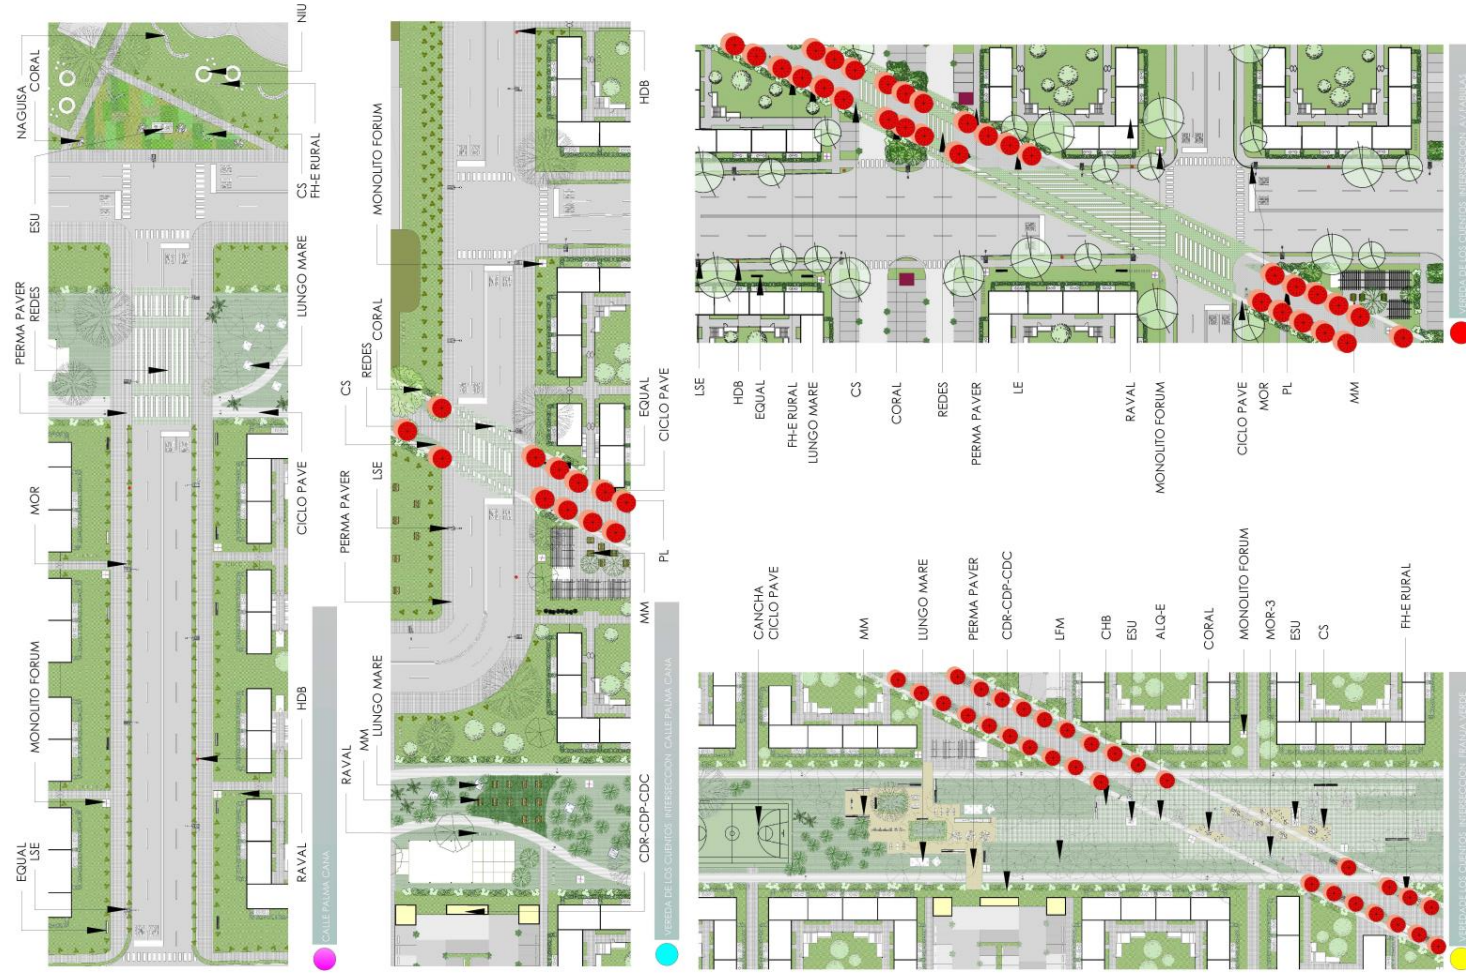 NAGUISA
CORAL
NIU
ESU
CS
FH-E RURAL
PERMA PAVER
REDES
LUNGO MARE
MOR
CICLO PAVE
MONOLITO FORUM
HDB
EQUAL
LSE
RAVAL
CALLE PALMA CANA
MONOLITO FORUM
HDB
CORAL
REDES
CS
LSE
PERMA PAVER
EQUAL
CICLO PAVE
PL
MM
LUNGO MARE
MM
RAVAL
CDR-CDP-CDC
VEREDA DE LOS CUENTOS INTERSECCION CALLE PALMA CANA
LSE
HDB
EQUAL
FH-E RURAL
LUNGO MARE
CS
CORAL
REDES
PERMA PAVER
LE
RAVAL
MONOLITO FORUM
CICLO PAVE
MOR
PL
MM
CANCHA
CICLO PAVE
MM
LUNGO MARE
PERMA PAVER
CDR-CDP-CDC
LFM
CHB
ESU
ALQ-E
CORAL
MONOLITO FORUM
MOR-3
ESU
CS
FH-E RURAL